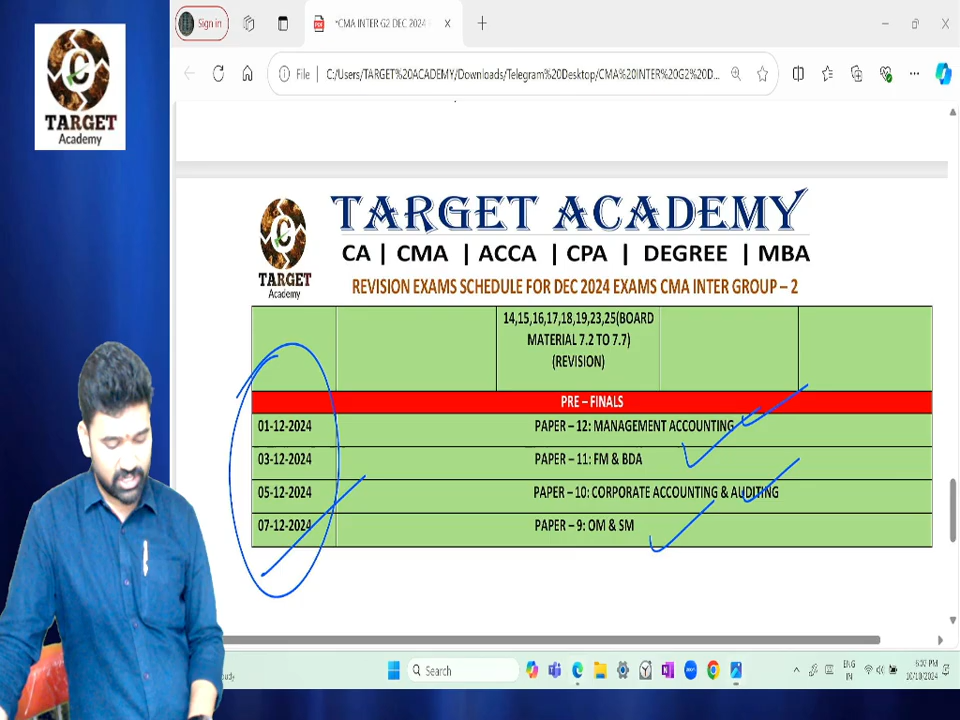 TARGET
Academy
Sign in
*CMA INTER G2 DEC 2024
File
C:/Users/TARGET%20ACADEMY/Downloads/Telegram%20Desktop/CMA%20INTER%20G2%20D...
TARGET
Academy
TARGET ACADEMY
CA | CMA | ACCA | CPA | DEGREE | MBA
REVISION EXAMS SCHEDULE FOR DEC 2024 EXAMS CMA INTER GROUP – 2
14,15,16,17,18,19,23,25(BOARD
MATERIAL 7.2 TO 7.7)
(REVISION)
PRE – FINALS
01-12-2024 PAPER – 12: MANAGEMENT ACCOUNTING
03-12-2024 PAPER – 11: FM & BDA
05-12-2024 PAPER – 10: CORPORATE ACCOUNTING & AUDITING
07-12-2024 PAPER – 9: OM & SM
Search
ENG
IN